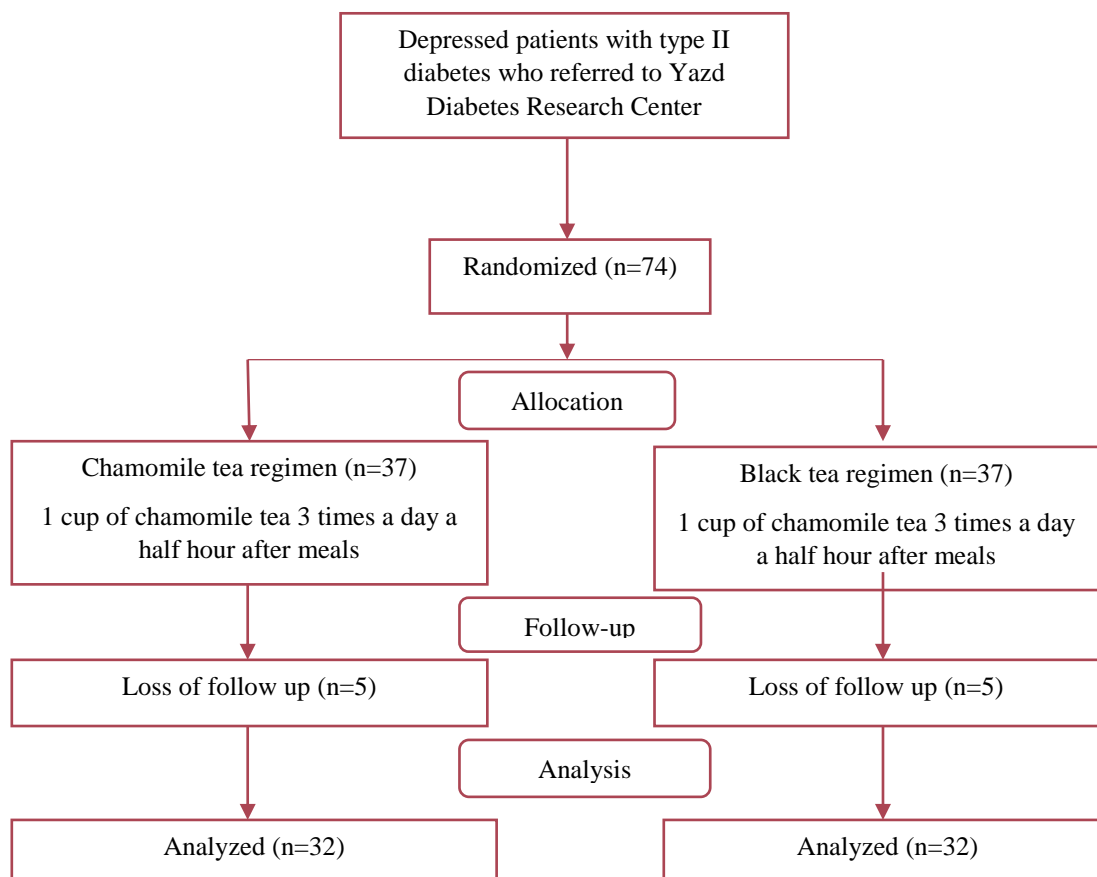 Depressed patients with type II
diabetes who referred to Yazd
Diabetes Research Center
Randomized (n=74)
Allocation
Chamomile tea regimen (n=37)
1 cup of chamomile tea 3 times a day a
half hour after meals
Black tea regimen (n=37)
1 cup of chamomile tea 3 times a day
a half hour after meals
Follow-up
Loss of follow up (n=5)
Loss of follow up (n=5)
Analysis
Analyzed (n=32)
Analyzed (n=32)